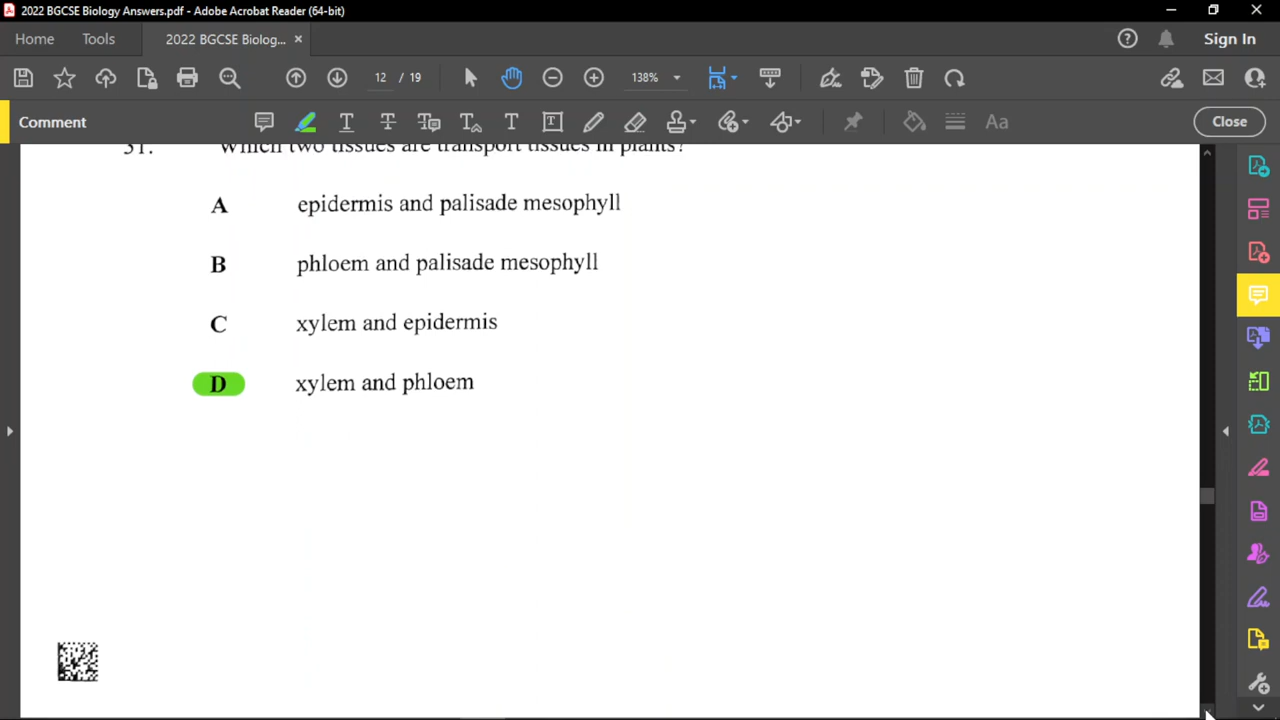 2022 BGCSE Biology Answers.pdf - Adobe Acrobat Reader (64-bit)
Home Tools 2022 BGCSE Biolog... × Sign In
12 / 19 138%
Comment Close
31. Which two tissues are transport tissues in plants?
A epidermis and palisade mesophyll
B phloem and palisade mesophyll
C xylem and epidermis
D xylem and phloem